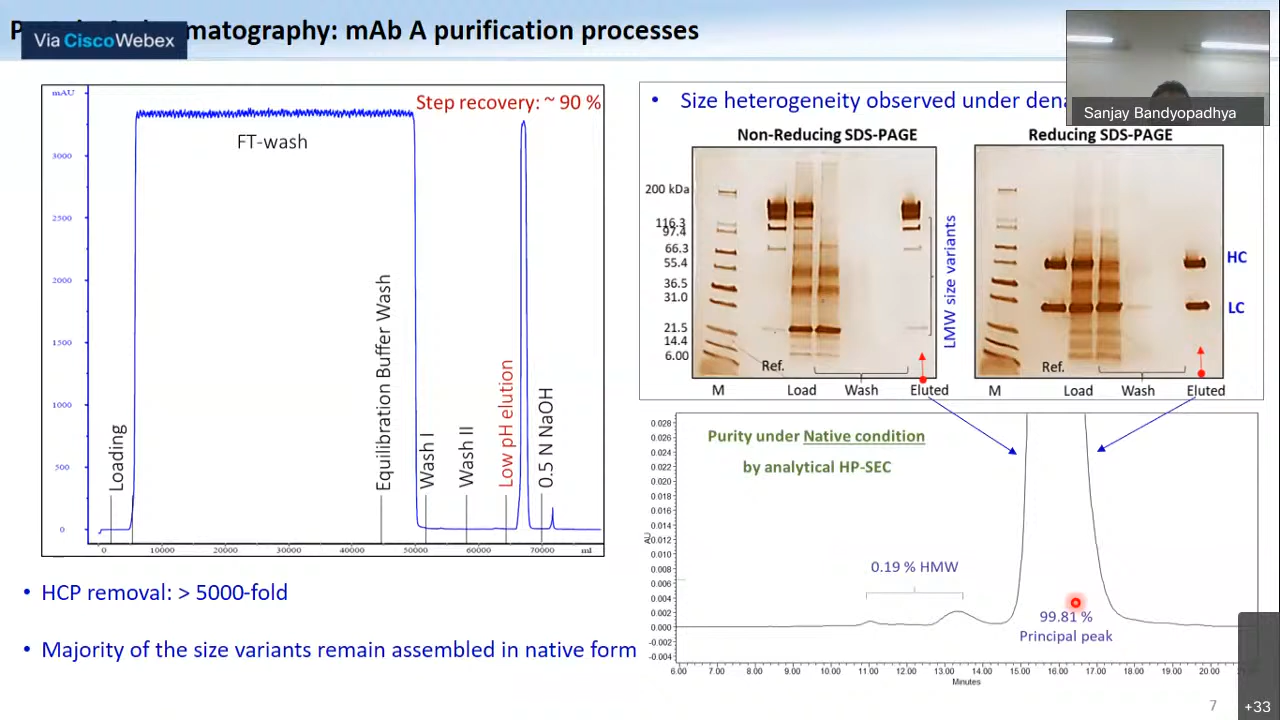 matography: mAb A purification processes
Via Cisco Webex
Sanjay Bandyopadhya
mAU
3000
2500
2000
1500
1000
500
0
0 10000 20000 30000 40000 50000 60000 70000 ml
Step recovery: ~ 90 %
FT-wash
Loading
Equilibration Buffer Wash
Wash I
Wash II
Low pH elution
0.5 N NaOH
• HCP removal: > 5000-fold
• Majority of the size variants remain assembled in native form
• Size heterogeneity observed under dena
Non-Reducing SDS-PAGE
Reducing SDS-PAGE
200 kDa
116.3
97.4
66.3
55.4
36.5
31.0
21.5
14.4
6.00
LMW size variants
HC
LC
Ref.
M Load Wash Eluted
Ref.
M Load Wash Eluted
Purity under Native condition
by analytical HP-SEC
AU
0.028
0.026
0.024
0.022
0.020
0.018
0.016
0.014
0.012
0.010
0.008
0.006
0.004
0.002
0.000
-0.002
-0.004
0.19 % HMW
99.81 %
Principal peak
6.00 7.00 8.00 9.00 10.00 11.00 12.00 13.00 14.00 15.00 16.00 17.00 18.00 19.00 20.00
Minutes
7
+33